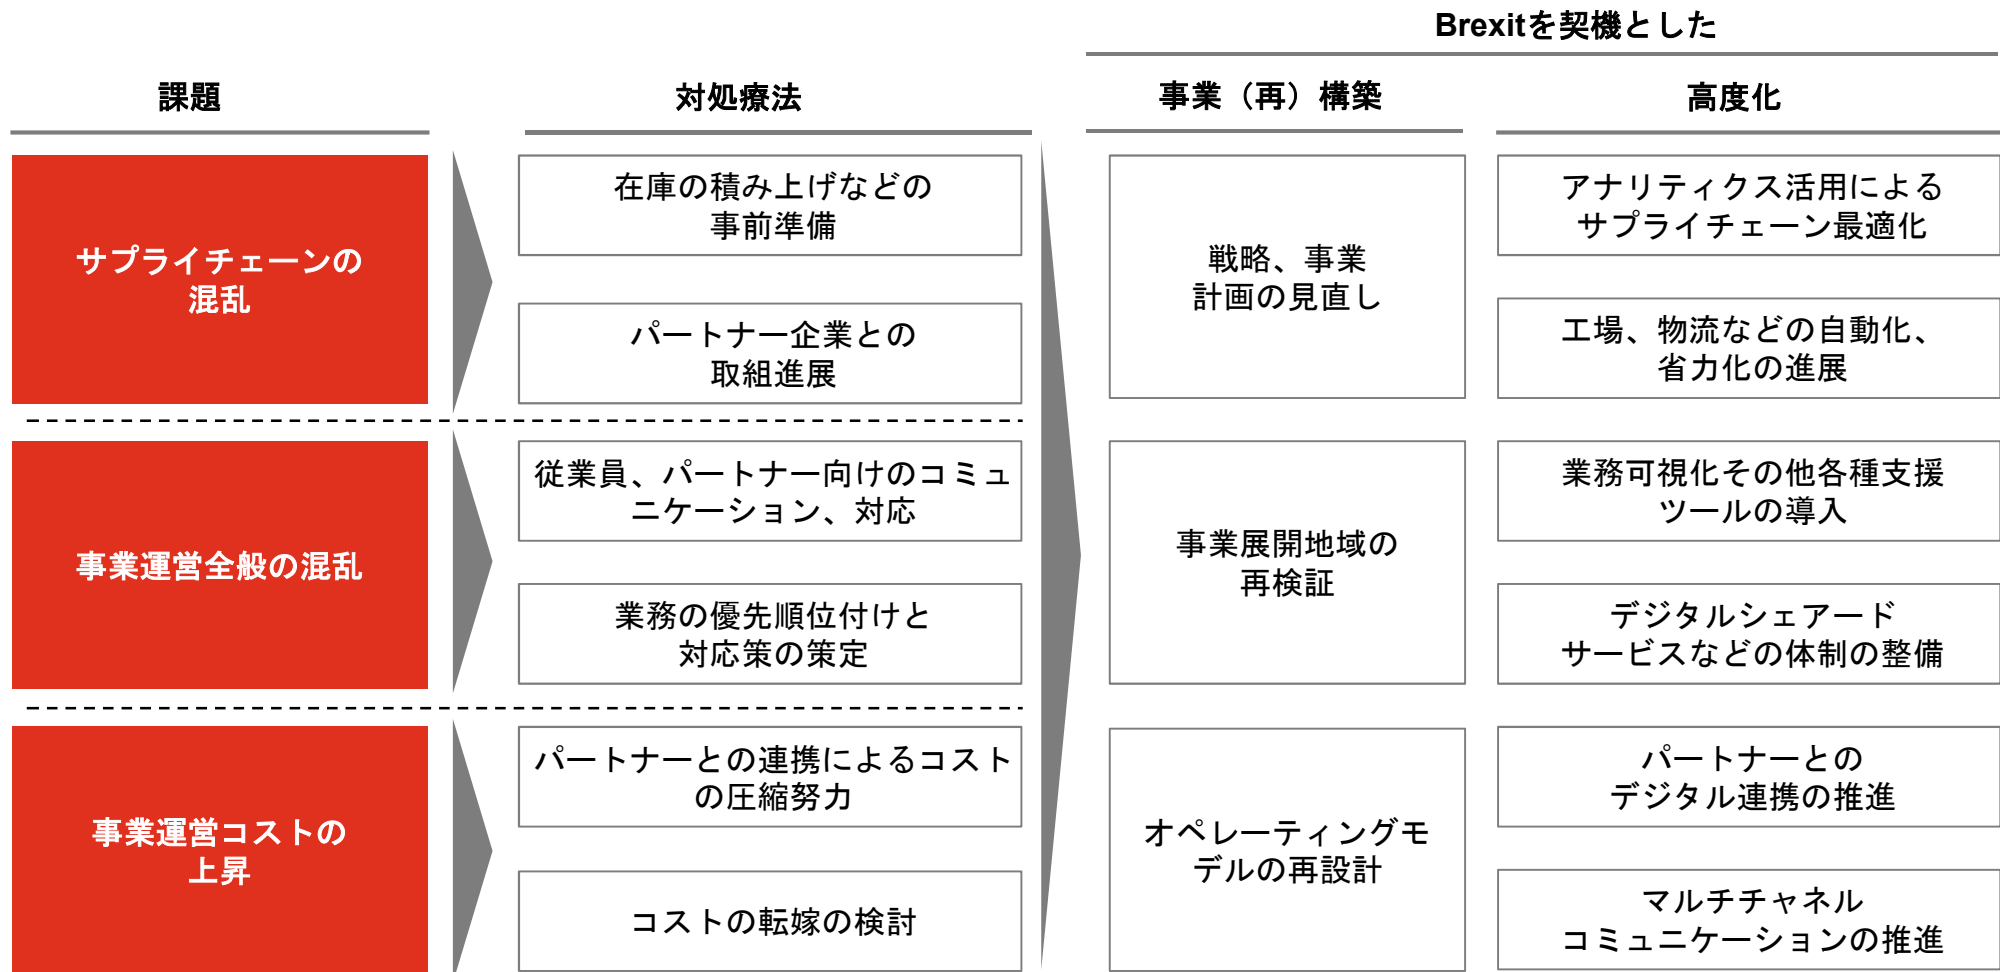 Brexitを契機とした
課題
対処療法
事業（再）構築
高度化
サプライチェーンの
混乱
在庫の積み上げなどの
事前準備
パートナー企業との
取組進展
事業運営全般の混乱
従業員、パートナー向けのコミュ
ニケーション、対応
業務の優先順位付けと
対応策の策定
事業運営コストの
上昇
パートナーとの連携によるコスト
の圧縮努力
コストの転嫁の検討
戦略、事業
計画の見直し
事業展開地域の
再検証
オペレーティングモ
デルの再設計
アナリティクス活用による
サプライチェーン最適化
工場、物流などの自動化、
省力化の進展
業務可視化その他各種支援
ツールの導入
デジタルシェアード
サービスなどの体制の整備
パートナーとの
デジタル連携の推進
マルチチャネル
コミュニケーションの推進